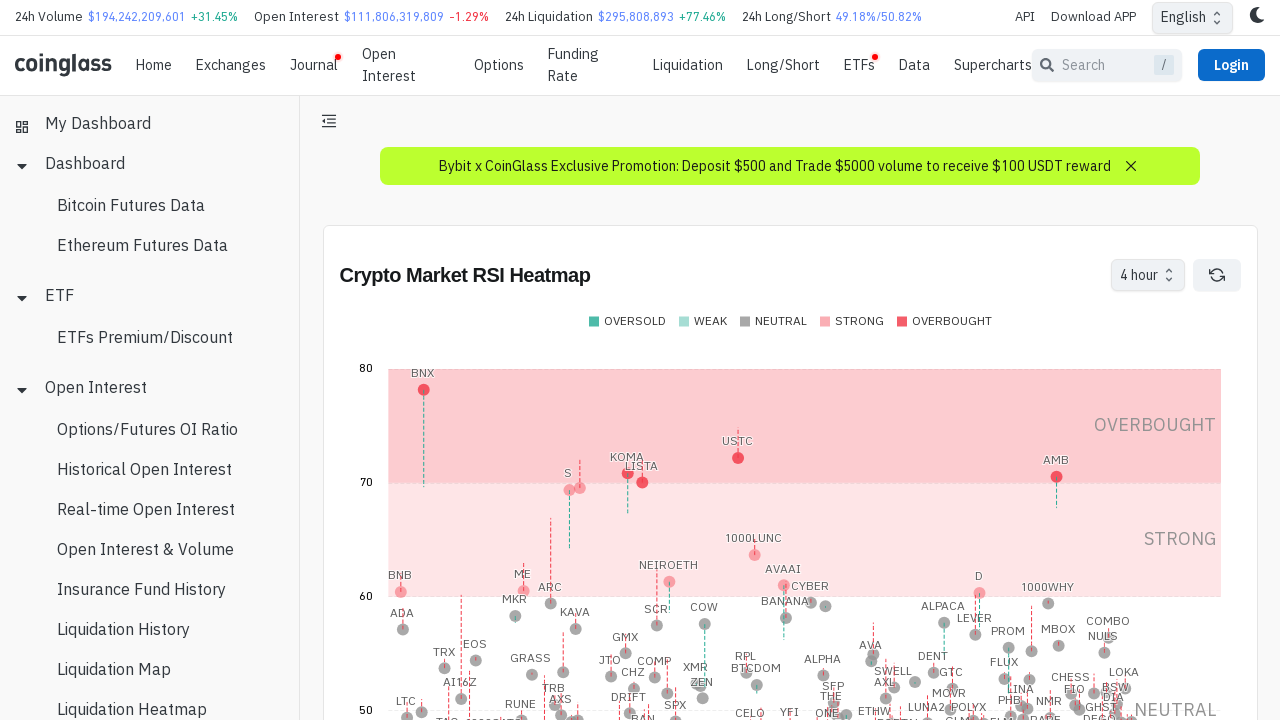 24h Volume $194,242,209,601 +31.45% Open Interest $111,806,319,809 -1.29% 24h Liquidation $295,808,893 +77.46% 24h Long/Short 49.18%/50.82% API Download APP English
coinglass Home Exchanges Journal Open Interest Options Funding Rate Liquidation Long/Short ETFs Data Supercharts Search / Login
My Dashboard
Dashboard
Bitcoin Futures Data
Ethereum Futures Data
ETF
ETFs Premium/Discount
Open Interest
Options/Futures OI Ratio
Historical Open Interest
Real-time Open Interest
Open Interest & Volume
Insurance Fund History
Liquidation History
Liquidation Map
Liquidation Heatmap
Bybit x CoinGlass Exclusive Promotion: Deposit $500 and Trade $5000 volume to receive $100 USDT reward
Crypto Market RSI Heatmap
4 hour
OVERSOLD WEAK NEUTRAL STRONG OVERBOUGHT
80
BNX
OVERBOUGHT
USTC
KOMA
LISTA
AMB
S
70
1000LUNC
STRONG
NEIROETH
AVAAI
BNB
ME
D
ARC
CYBER
1000WHY
60
MKR
BANANA
ADA
KAVA
SCR
COW
ALPACA
LEVER
COMBO
PROM
MBOX
NULS
GMX
EOS
AVA
TRX
GRASS
JTO
COMP
RPL
ALPHA
DENT
FLUX
CHZ
XMR
BTCDOM
SWELL
GTC
LOKA
AI16Z
ZEN
AXL
CHESS
TRB
SFP
LINA
FIO
BSW
LTC
RUNE
AXS
DRIFT
THE
MOVR
PHB
NMR
DIA
50
CELO
YFI
ETHW
LUNA2
POLYX
GHST
NEUTRAL